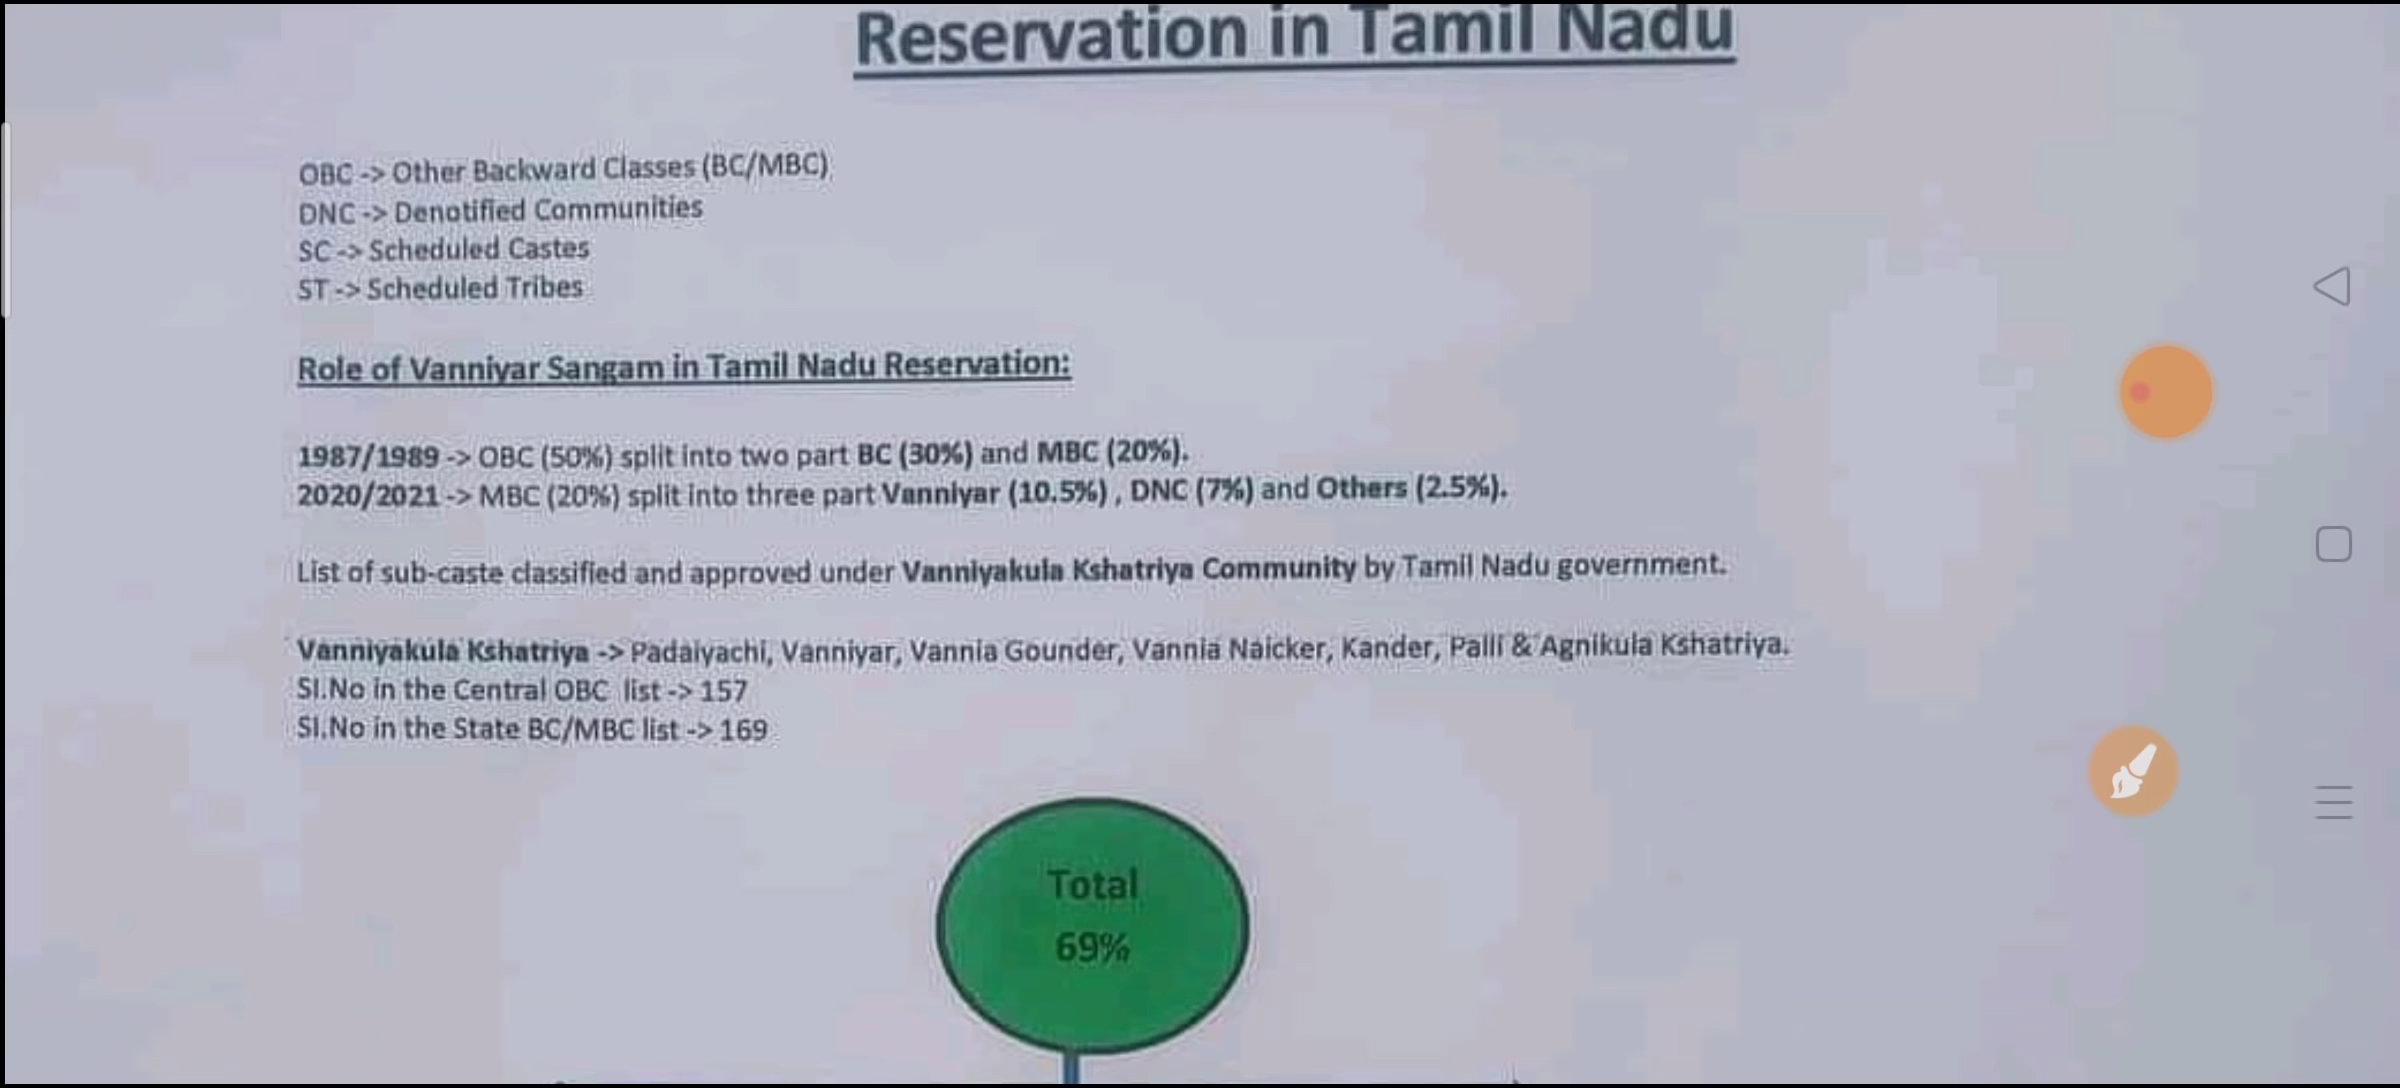 Reservation in Tamil Nadu
OBC -> Other Backward Classes (BC/MBC)
DNC -> Denotified Communities
SC -> Scheduled Castes
ST -> Scheduled Tribes
Role of Vanniyar Sangam in Tamil Nadu Reservation:
1987/1989 -> OBC (50%) split into two part BC (30%) and MBC (20%).
2020/2021 -> MBC (20%) split into three part Vanniyar (10.5%) , DNC (7%) and Others (2.5%).
List of sub-caste classified and approved under Vanniyakula Kshatriya Community by Tamil Nadu government.
Vanniyakula Kshatriya -> Padaiyachi, Vanniyar, Vannia Gounder, Vannia Naicker, Kander, Palli & Agnikula Kshatriya.
Sl.No in the Central OBC list -> 157
Sl.No in the State BC/MBC list -> 169
Total
69%